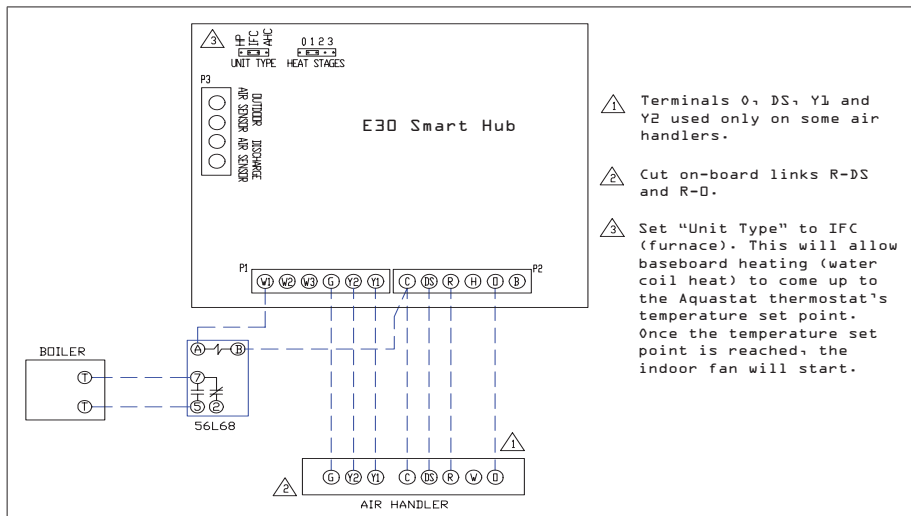 3
HP IFC AHC
UNIT TYPE
0 1 2 3
HEAT STAGES
P3
OUTDOOR
AIR SENSOR
DISCHARGE
AIR SENSOR
E30 Smart Hub
P1
W1 W2 W3 G Y2 Y1
C DS R H O B
P2
BOILER
T
T
A B
7
5 2
56L68
1
2
G Y2 Y1 C DS R W O
AIR HANDLER
1 Terminals O, DS, Y1 and
Y2 used only on some air
handlers.
2 Cut on-board links R-DS
and R-O.
3 Set "Unit Type" to IFC
(furnace). This will allow
baseboard heating (water
coil heat) to come up to
the Aquastat thermostat's
temperature set point.
Once the temperature set
point is reached, the
indoor fan will start.